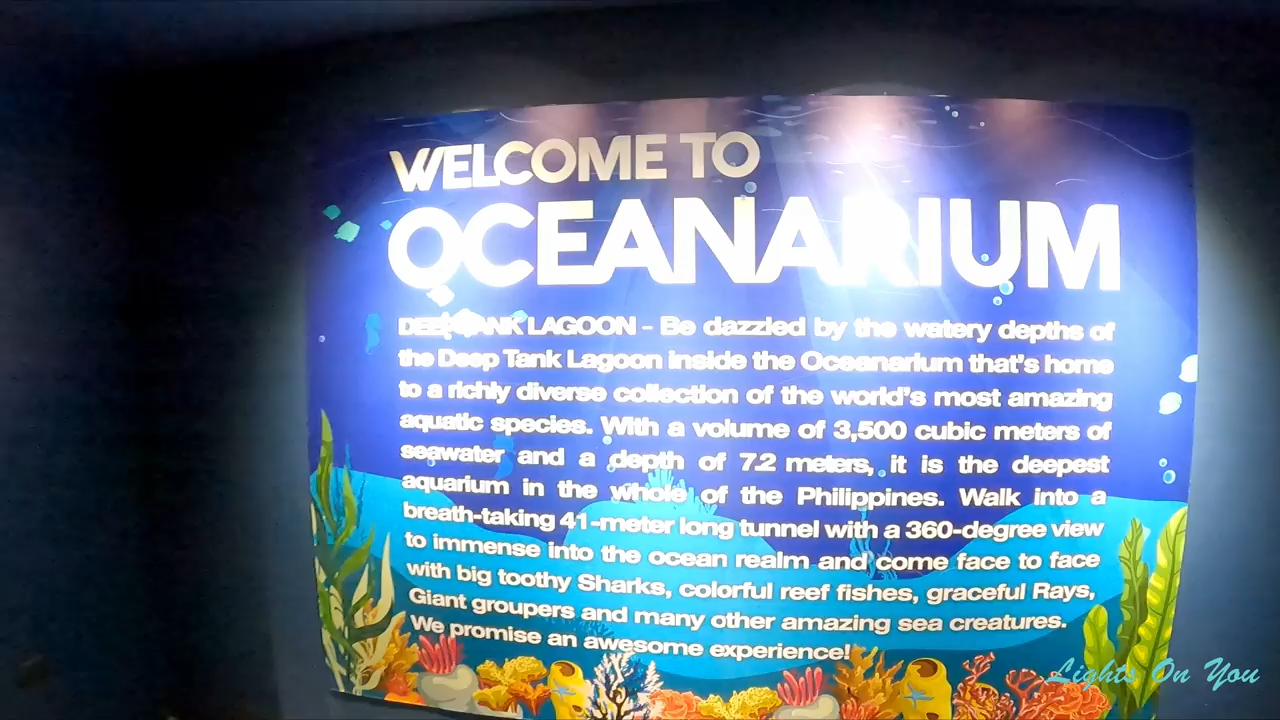 WELCOME TO
OCEANARIUM
DEEP TANK LAGOON - Be dazzled by the watery depths of
the Deep Tank Lagoon inside the Oceanarium that's home
to a richly diverse collection of the world's most amazing
aquatic species. With a volume of 3,500 cubic meters of
seawater and a depth of 7.2 meters, it is the deepest
aquarium in the whole of the Philippines. Walk into a
breath-taking 41-meter long tunnel with a 360-degree view
to immense into the ocean realm and come face to face
with big toothy Sharks, colorful reef fishes, graceful Rays,
Giant groupers and many other amazing sea creatures.
We promise an awesome experience!
Lights On You